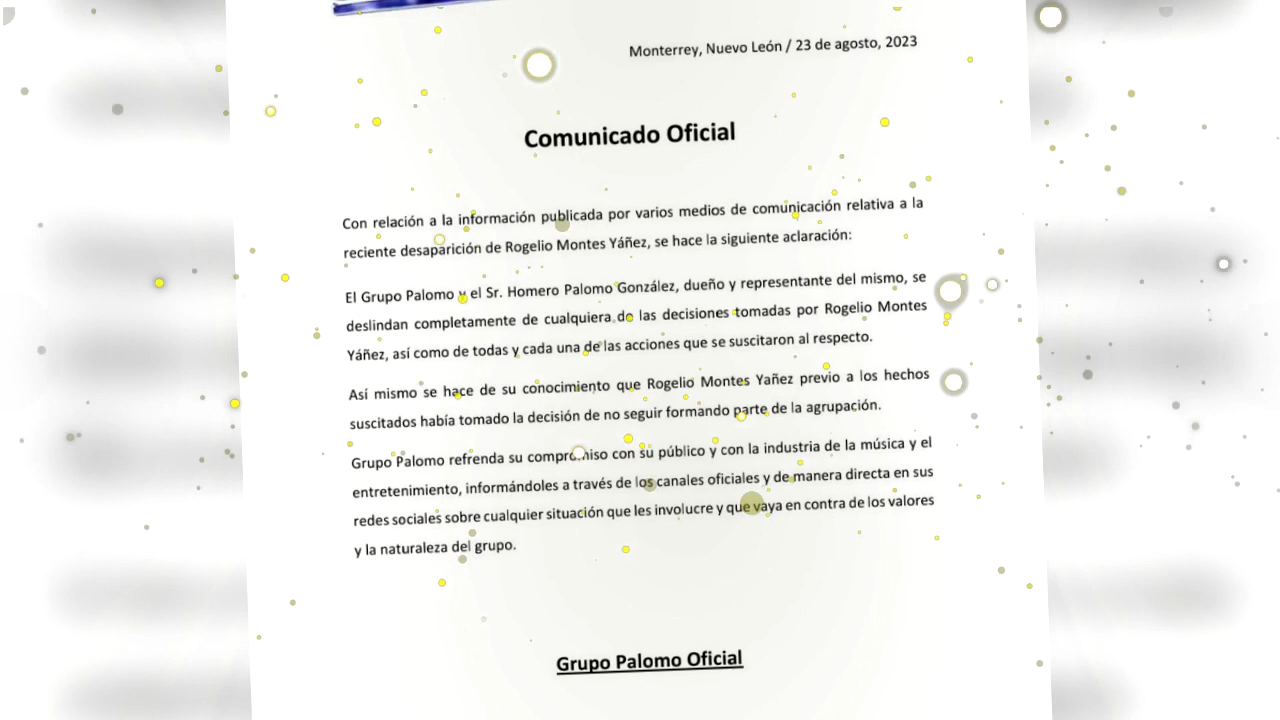 Monterrey, Nuevo León / 23 de agosto, 2023
Comunicado Oficial
Con relación a la información publicada por varios medios de comunicación relativa a la
reciente desaparición de Rogelio Montes Yáñez, se hace la siguiente aclaración:
El Grupo Palomo y el Sr. Homero Palomo González, dueño y representante del mismo, se
deslindan completamente de cualquiera de las decisiones tomadas por Rogelio Montes
Yáñez, así como de todas y cada una de las acciones que se suscitaron al respecto.
Así mismo se hace de su conocimiento que Rogelio Montes Yañez previo a los hechos
suscitados había tomado la decisión de no seguir formando parte de la agrupación.
Grupo Palomo refrenda su compromiso con su público y con la industria de la música y el
entretenimiento, informándoles a través de los canales oficiales y de manera directa en sus
redes sociales sobre cualquier situación que les involucre y que vaya en contra de los valores
y la naturaleza del grupo.
Grupo Palomo Oficial